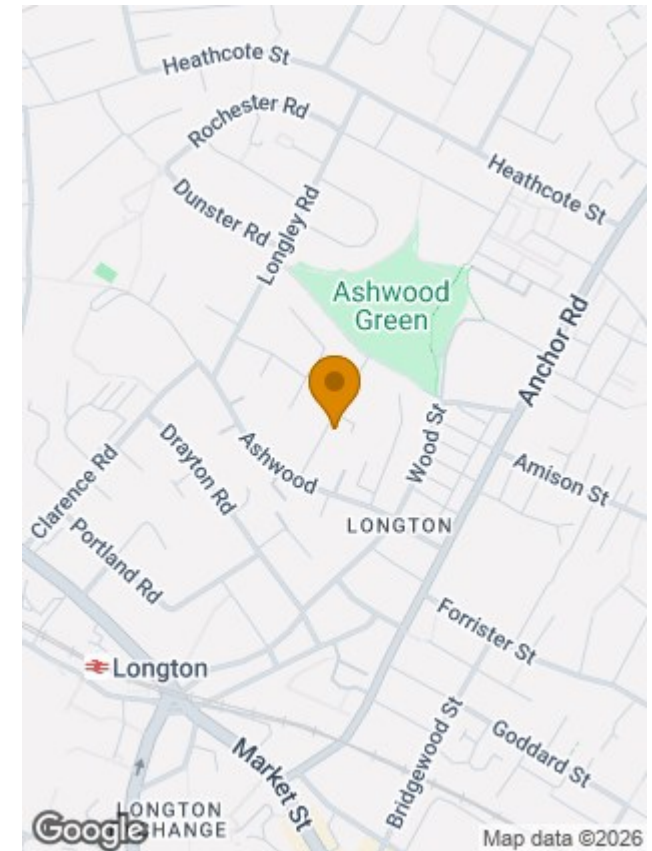 Heathcote St
Rochester Rd
Heathcote St
Dunster Rd
Longley Rd
Ashwood
Green
Anchor Rd
Wood St
Ashwood
Drayton Rd
Clarence Rd
Amison St
LONGTON
Portland Rd
Forrister St
Longton
Goddard St
Bridgewood St
Market St
LONGTON
Google
Map data ©2026